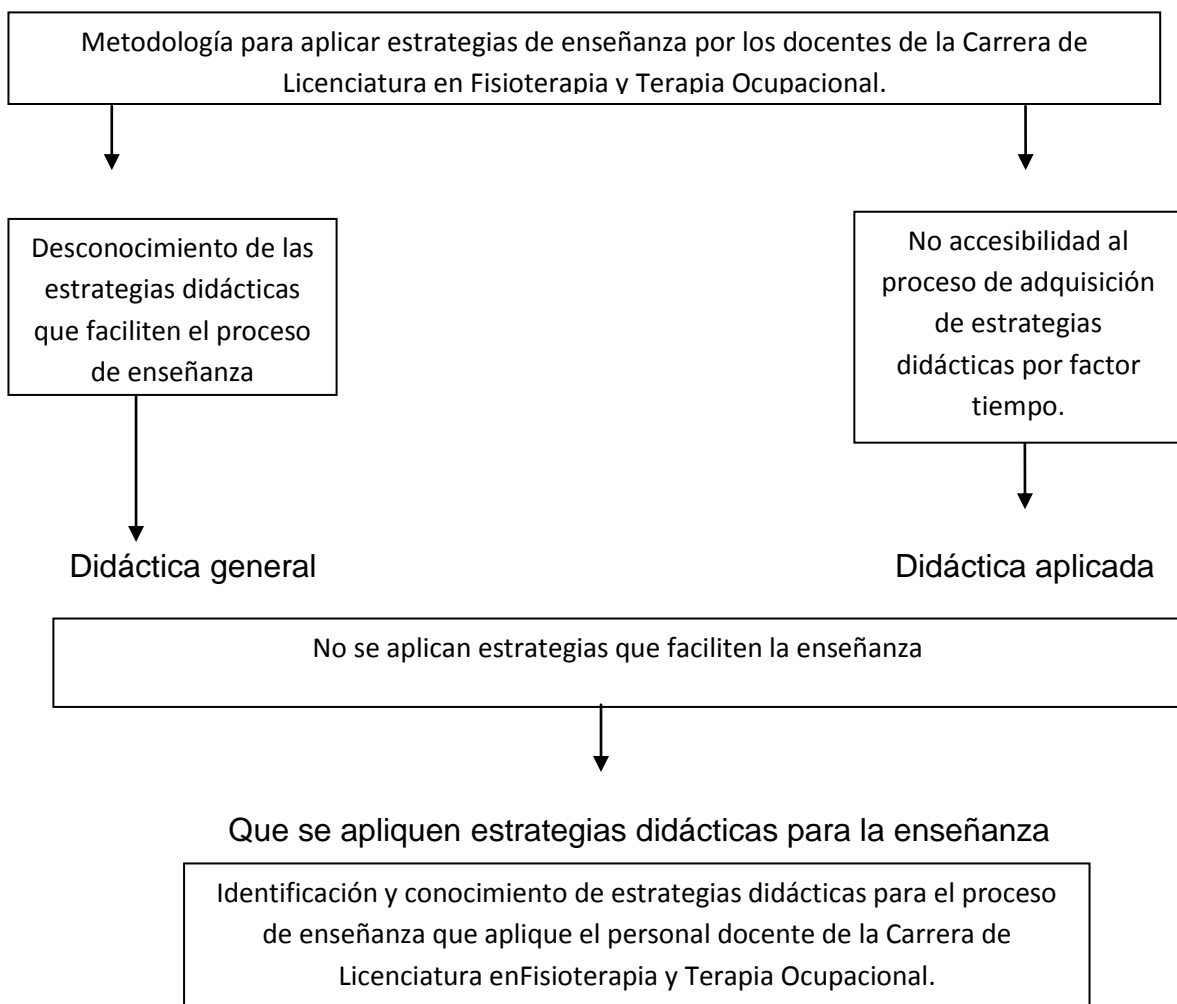 Metodología para aplicar estrategias de enseñanza por los docentes de la Carrera de
Licenciatura en Fisioterapia y Terapia Ocupacional.
Desconocimiento de las
estrategias didácticas
que faciliten el proceso
de enseñanza
No accesibilidad al
proceso de adquisición
de estrategias
didácticas por factor
tiempo.
Didáctica general
Didáctica aplicada
No se aplican estrategias que faciliten la enseñanza
Que se apliquen estrategias didácticas para la enseñanza
Identificación y conocimiento de estrategias didácticas para el proceso
de enseñanza que aplique el personal docente de la Carrera de
Licenciatura enFisioterapia y Terapia Ocupacional.